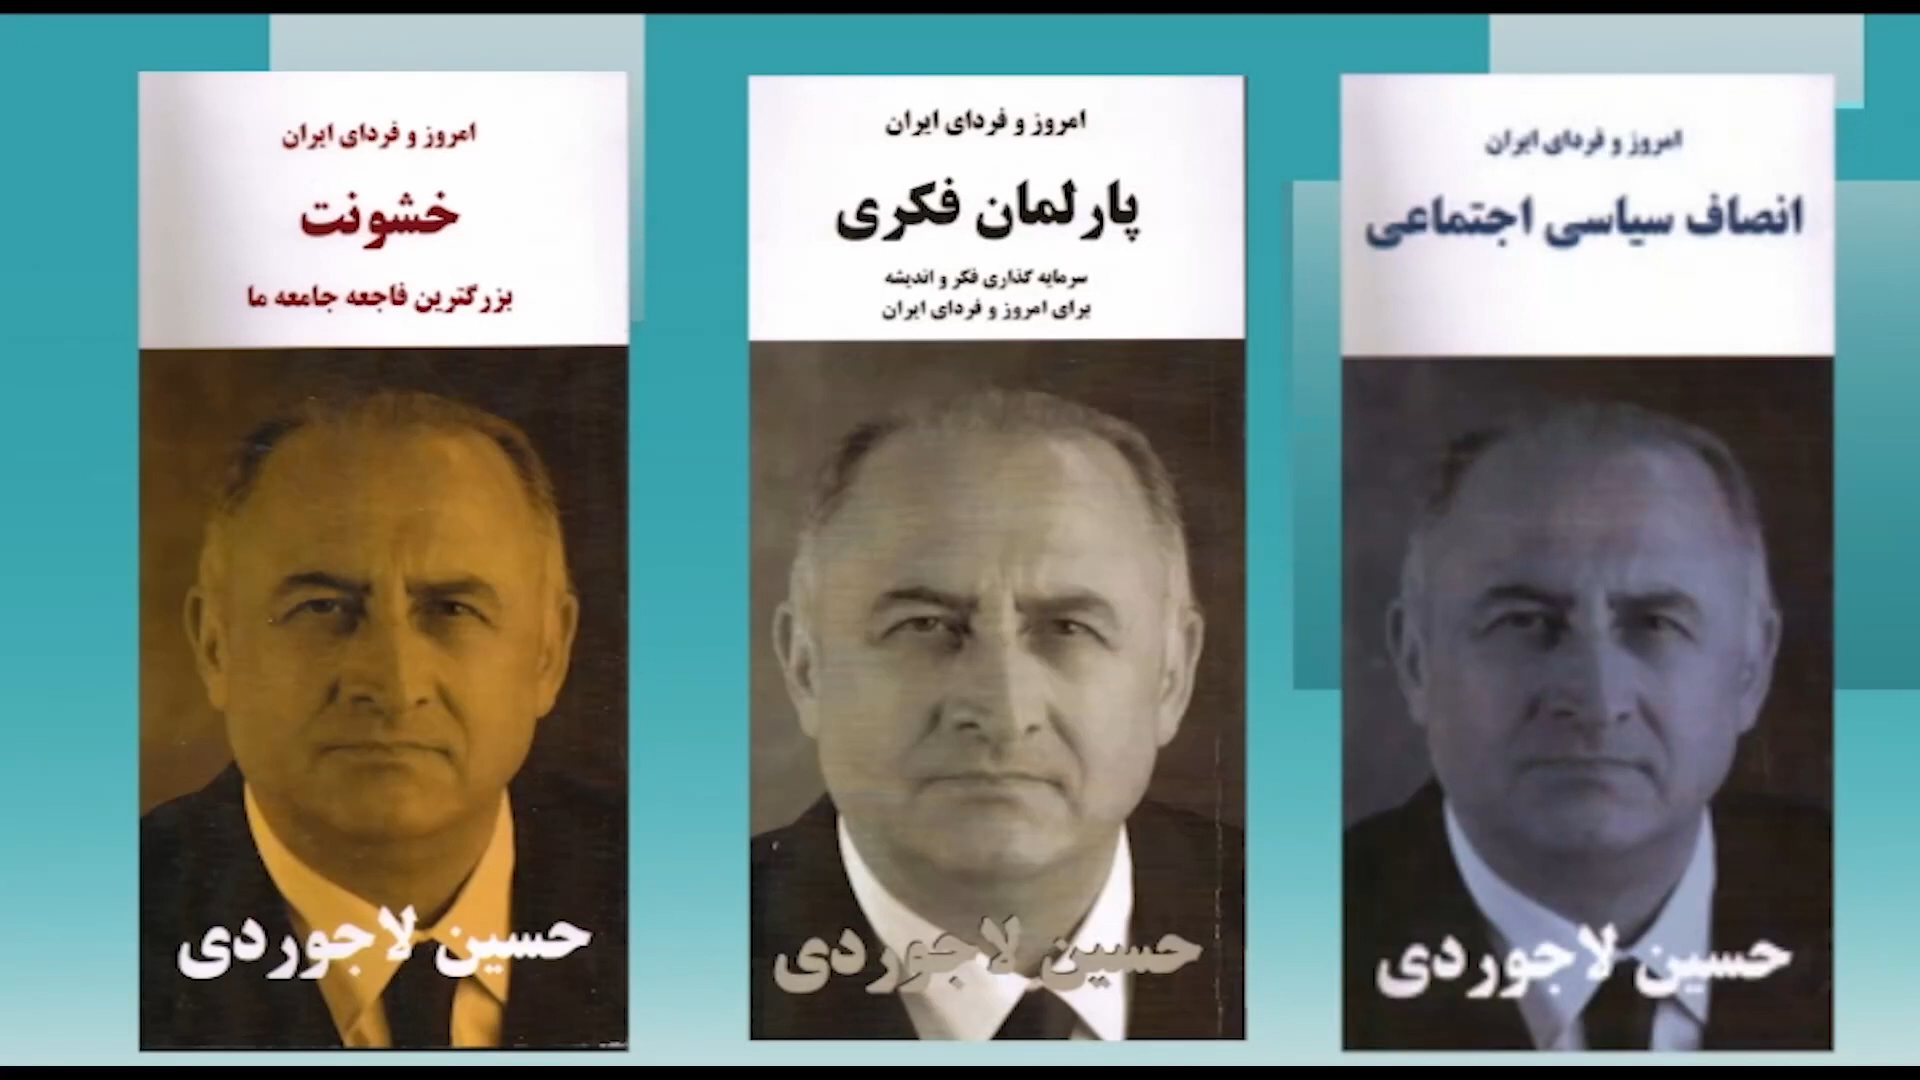 امروز و فردای ایران
خشونت
بزرگترین فاجعه جامعه ما
حسین لاجوردی
امروز و فردای ایران
پارلمان فکری
سرمایه گذاری فکر و اندیشه
برای امروز و فردای ایران
حسین لاجوردی
امروز و فردای ایران
انصاف سیاسی اجتماعی
حسین لاجوردی